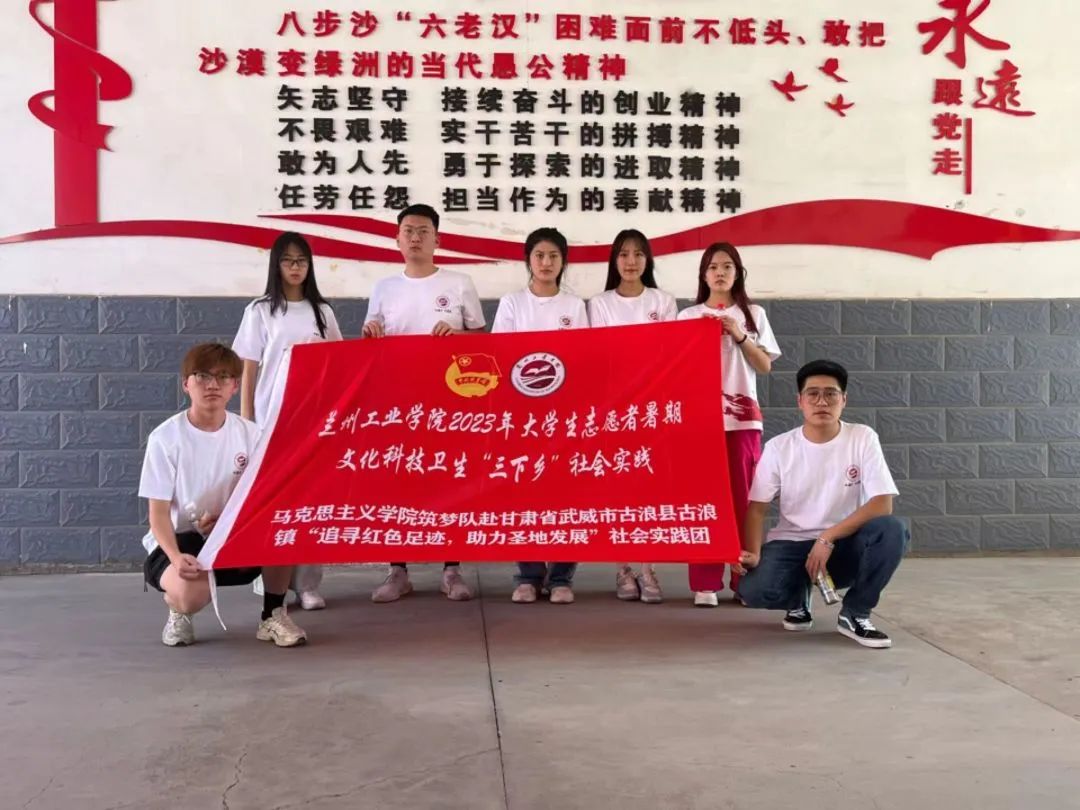 八步沙“六老汉”困难面前不低头、敢把
沙漠变绿洲的当代愚公精神
矢志坚守 接续奋斗的创业精神
不畏艰难 实干苦干的拼搏精神
敢为人先 勇于探索的进取精神
任劳任怨 担当作为的奉献精神
永遠
跟党走
兰州工业学院2023年大学生志愿者暑期
文化科技卫生“三下乡”社会实践
马克思主义学院筑梦队赴甘肃省武威市古浪县古浪
镇“追寻红色足迹,助力圣地发展”社会实践团